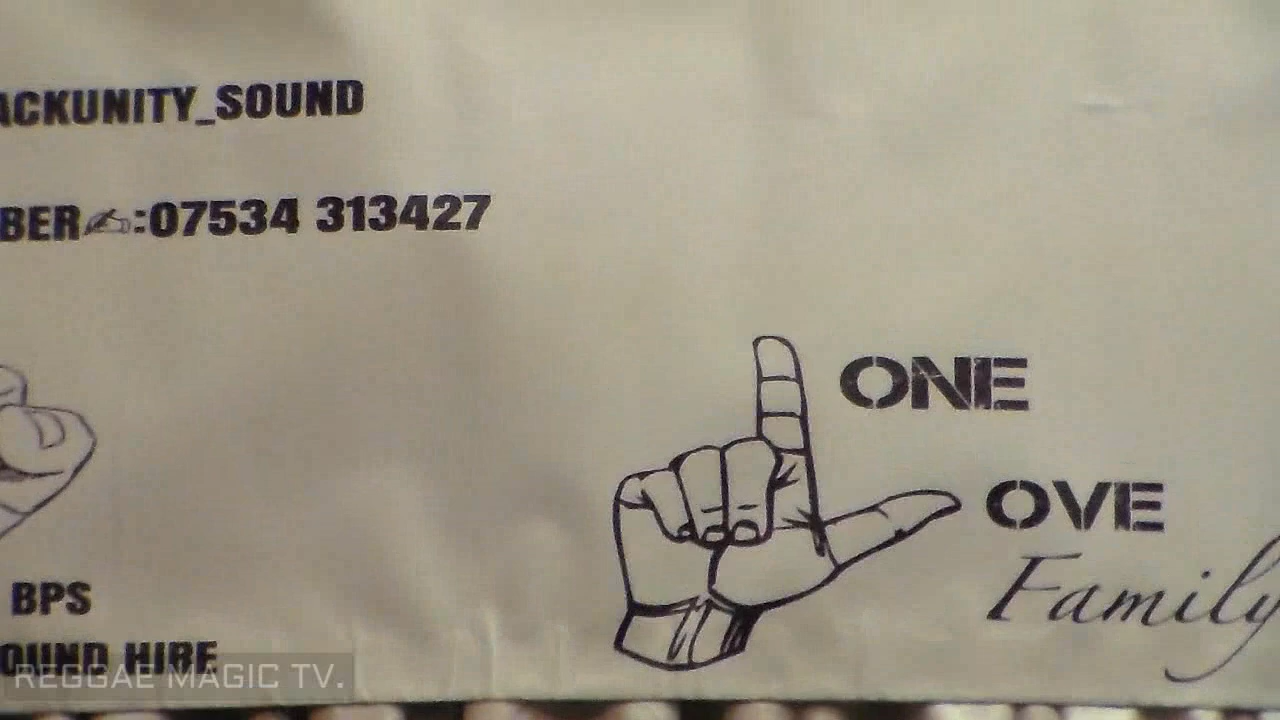 ACKUNITY_SOUND
BER✍:07534 313427
ONE
OVE
Family
BPS
OUND HIRE
REGGAE MAGIC TV.